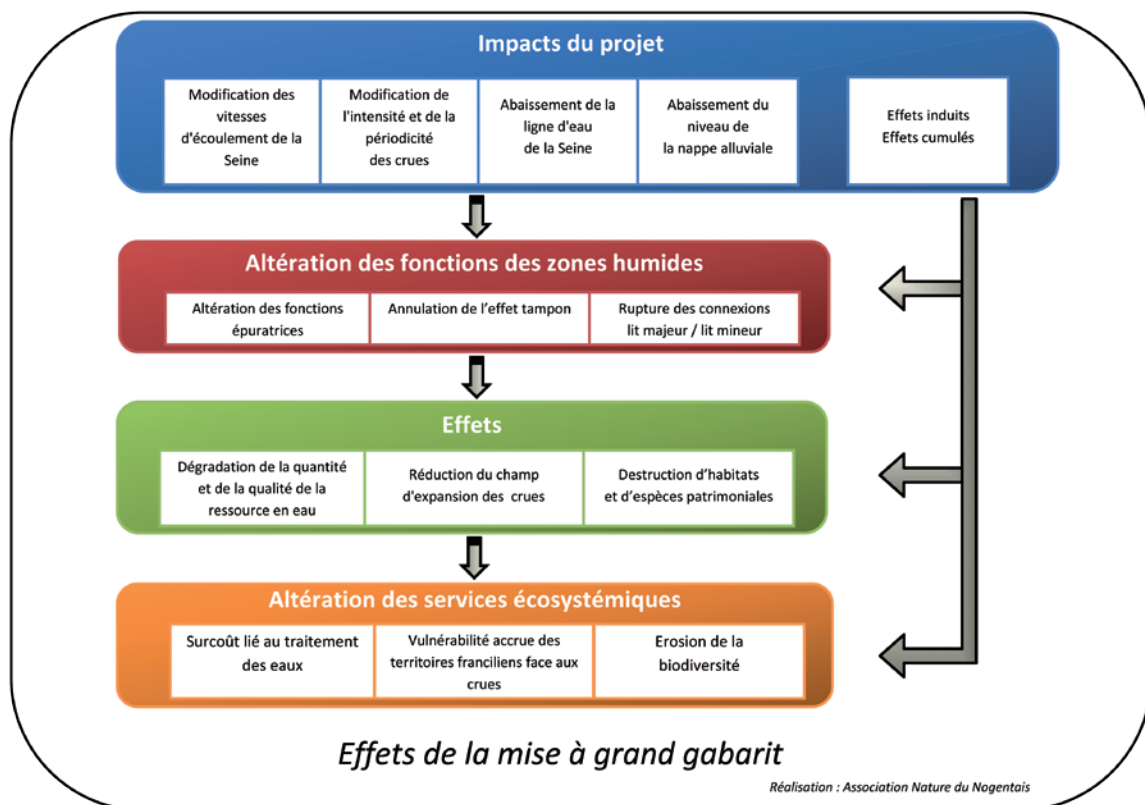 Impacts du projet
Modification des
vitesses
d'écoulement de la
Seine
Modification de
l'intensité et de la
périodicité
des crues
Abaissement de la
ligne d'eau
de la Seine
Abaissement du
niveau de
la nappe alluviale
Effets induits
Effets cumulés
Altération des fonctions des zones humides
Altération des fonctions
épuratrices
Annulation de l’effet tampon
Rupture des connexions
lit majeur / lit mineur
Effets
Dégradation de la quantité
et de la qualité de la
ressource en eau
Réduction du champ
d'expansion des crues
Destruction d’habitats
et d’espèces patrimoniales
Altération des services écosystémiques
Surcoût lié au traitement
des eaux
Vulnérabilité accrue des
territoires franciliens face aux
crues
Erosion de la
biodiversité
Effets de la mise à grand gabarit
Réalisation : Association Nature du Nogentais